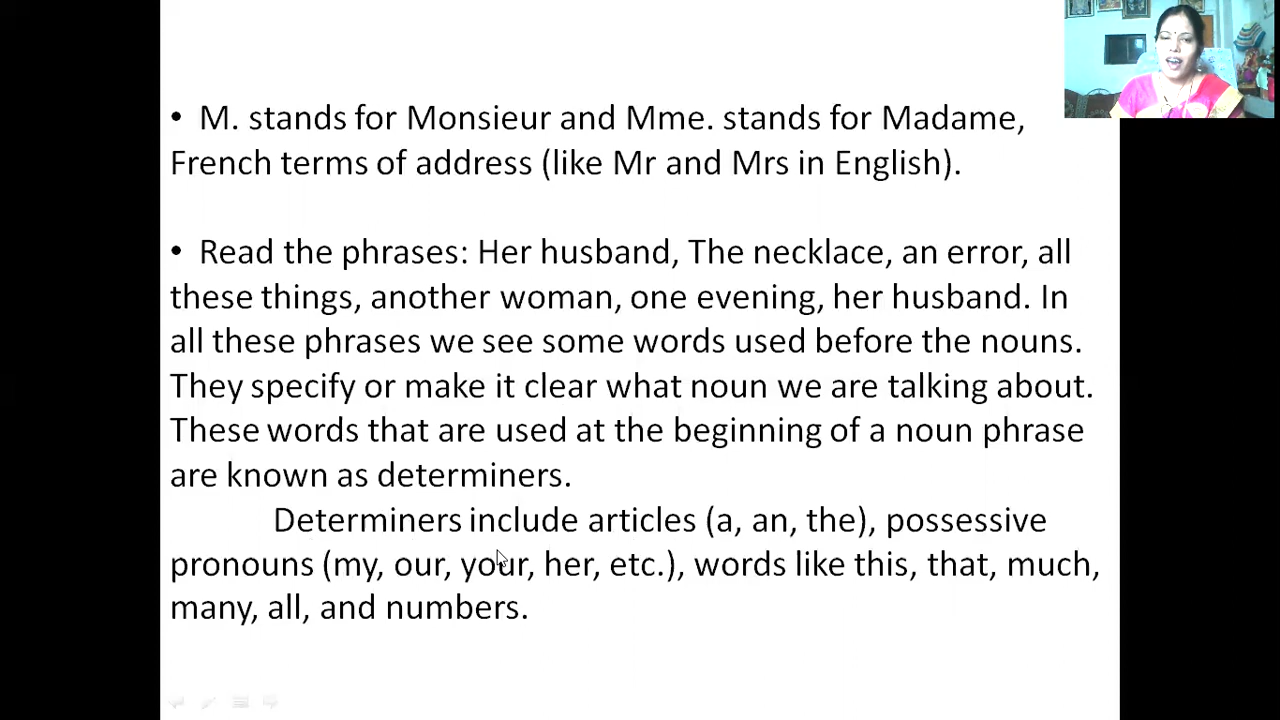 • M. stands for Monsieur and Mme. stands for Madame,
French terms of address (like Mr and Mrs in English).
• Read the phrases: Her husband, The necklace, an error, all
these things, another woman, one evening, her husband. In
all these phrases we see some words used before the nouns.
They specify or make it clear what noun we are talking about.
These words that are used at the beginning of a noun phrase
are known as determiners.
Determiners include articles (a, an, the), possessive
pronouns (my, our, your, her, etc.), words like this, that, much,
many, all, and numbers.